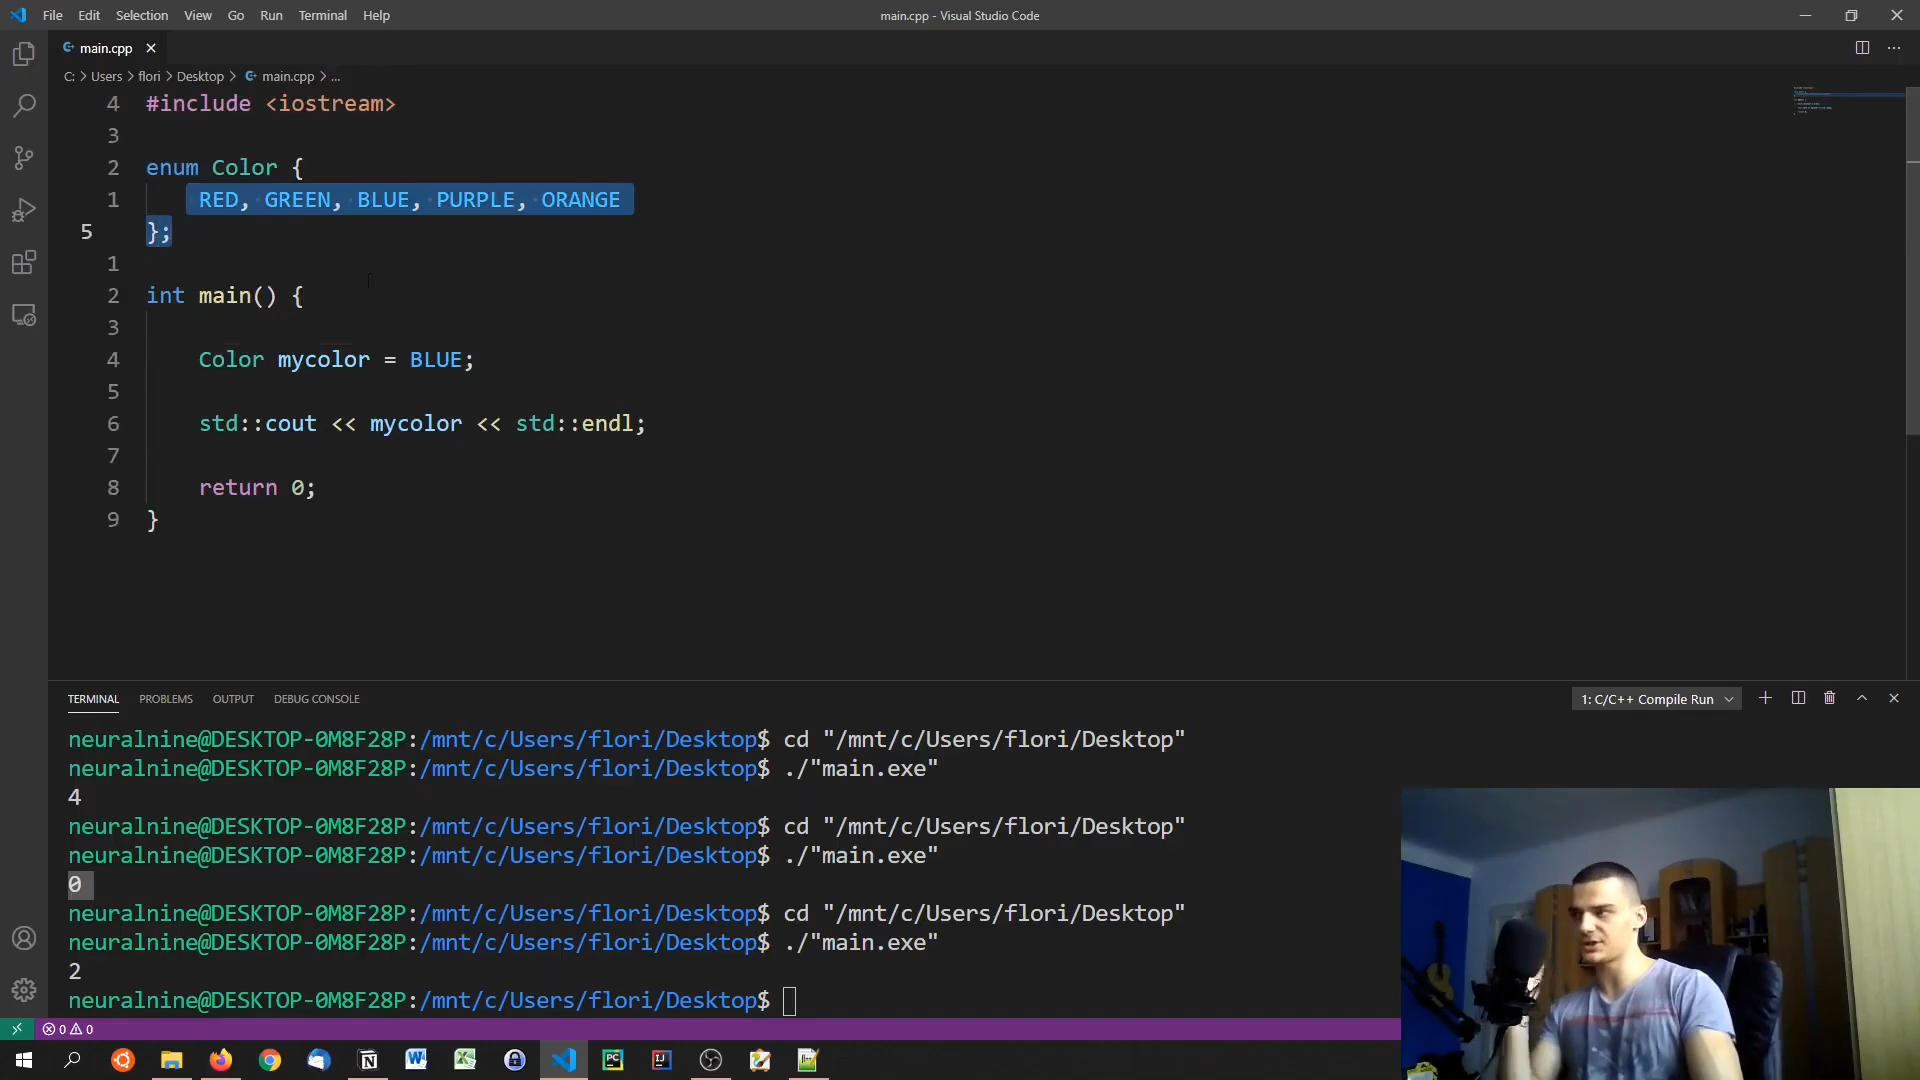 File Edit Selection View Go Run Terminal Help
main.cpp - Visual Studio Code
main.cpp
C: > Users > flori > Desktop > main.cpp > ...
4 #include <iostream>
3
2 enum Color {
1 RED, GREEN, BLUE, PURPLE, ORANGE
5 };
1
2 int main() {
3
4 Color mycolor = BLUE;
5
6 std::cout << mycolor << std::endl;
7
8 return 0;
9 }
TERMINAL PROBLEMS OUTPUT DEBUG CONSOLE
1: C/C++ Compile Run
neuralnine@DESKTOP-0M8F28P:/mnt/c/Users/flori/Desktop$ cd "/mnt/c/Users/flori/Desktop"
neuralnine@DESKTOP-0M8F28P:/mnt/c/Users/flori/Desktop$ ./"main.exe"
4
neuralnine@DESKTOP-0M8F28P:/mnt/c/Users/flori/Desktop$ cd "/mnt/c/Users/flori/Desktop"
neuralnine@DESKTOP-0M8F28P:/mnt/c/Users/flori/Desktop$ ./"main.exe"
0
neuralnine@DESKTOP-0M8F28P:/mnt/c/Users/flori/Desktop$ cd "/mnt/c/Users/flori/Desktop"
neuralnine@DESKTOP-0M8F28P:/mnt/c/Users/flori/Desktop$ ./"main.exe"
2
neuralnine@DESKTOP-0M8F28P:/mnt/c/Users/flori/Desktop$
0 0